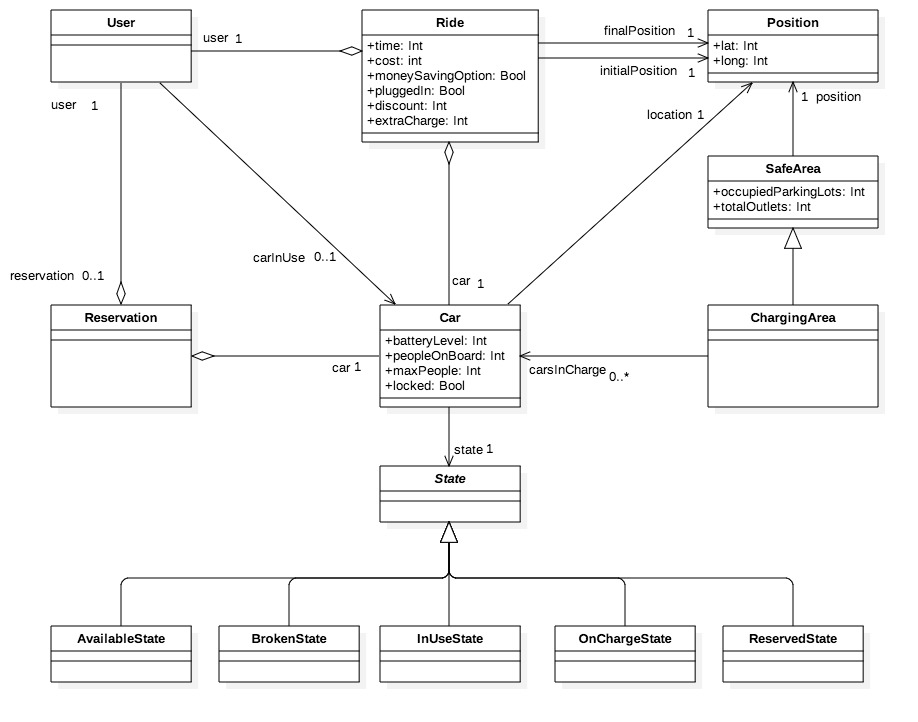 User
Ride
+time: Int
+cost: int
+moneySavingOption: Bool
+pluggedIn: Bool
+discount: Int
+extraCharge: Int
Position
+lat: Int
+long: Int
user 1
finalPosition 1
initialPosition 1
user 1
location 1
1 position
SafeArea
+occupiedParkingLots: Int
+totalOutlets: Int
carInUse 0..1
reservation 0..1
car 1
Reservation
Car
+batteryLevel: Int
+peopleOnBoard: Int
+maxPeople: Int
+locked: Bool
ChargingArea
car 1
carsInCharge 0..*
state 1
State
AvailableState
BrokenState
InUseState
OnChargeState
ReservedState